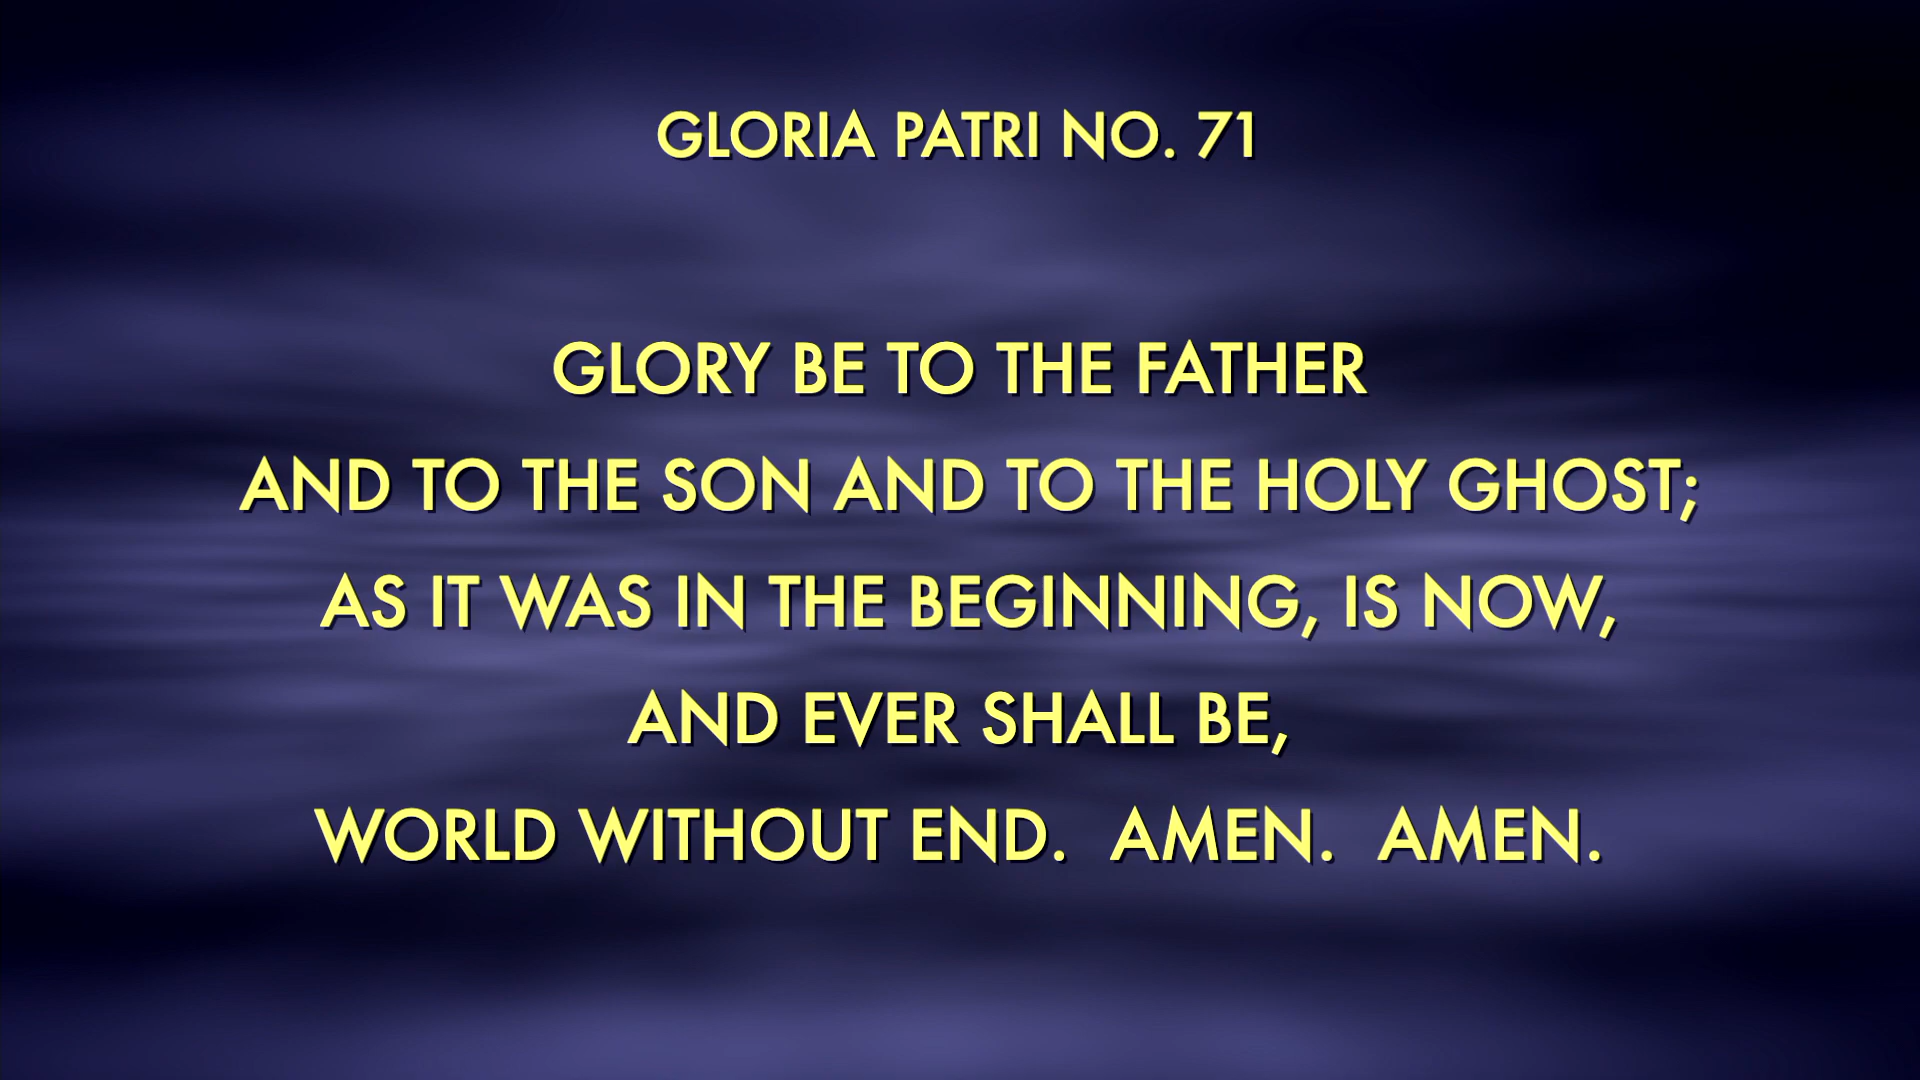 GLORIA PATRI NO. 71
GLORY BE TO THE FATHER
AND TO THE SON AND TO THE HOLY GHOST;
AS IT WAS IN THE BEGINNING, IS NOW,
AND EVER SHALL BE,
WORLD WITHOUT END.  AMEN.  AMEN.